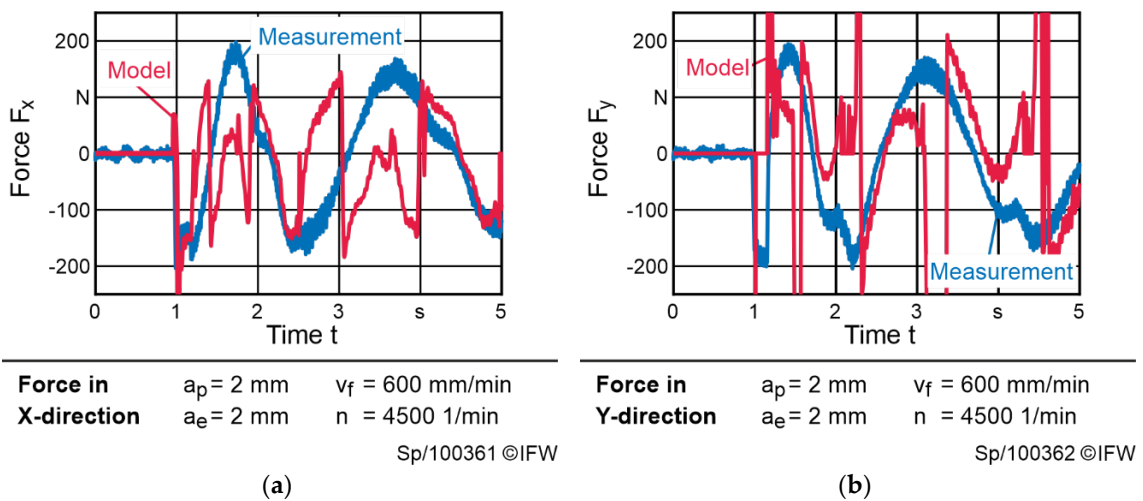 200
N
0
-100
-200
Force Fx
Model
Measurement
0
1
2
3
s
5
Time t
Force in ap = 2 mm vf = 600 mm/min
X-direction ae = 2 mm n = 4500 1/min
Sp/100361 ©IFW
(a)
200
N
0
-100
-200
Force Fy
Model
Measurement
0
1
2
3
s
5
Time t
Force in ap = 2 mm vf = 600 mm/min
Y-direction ae = 2 mm n = 4500 1/min
Sp/100362 ©IFW
(b)